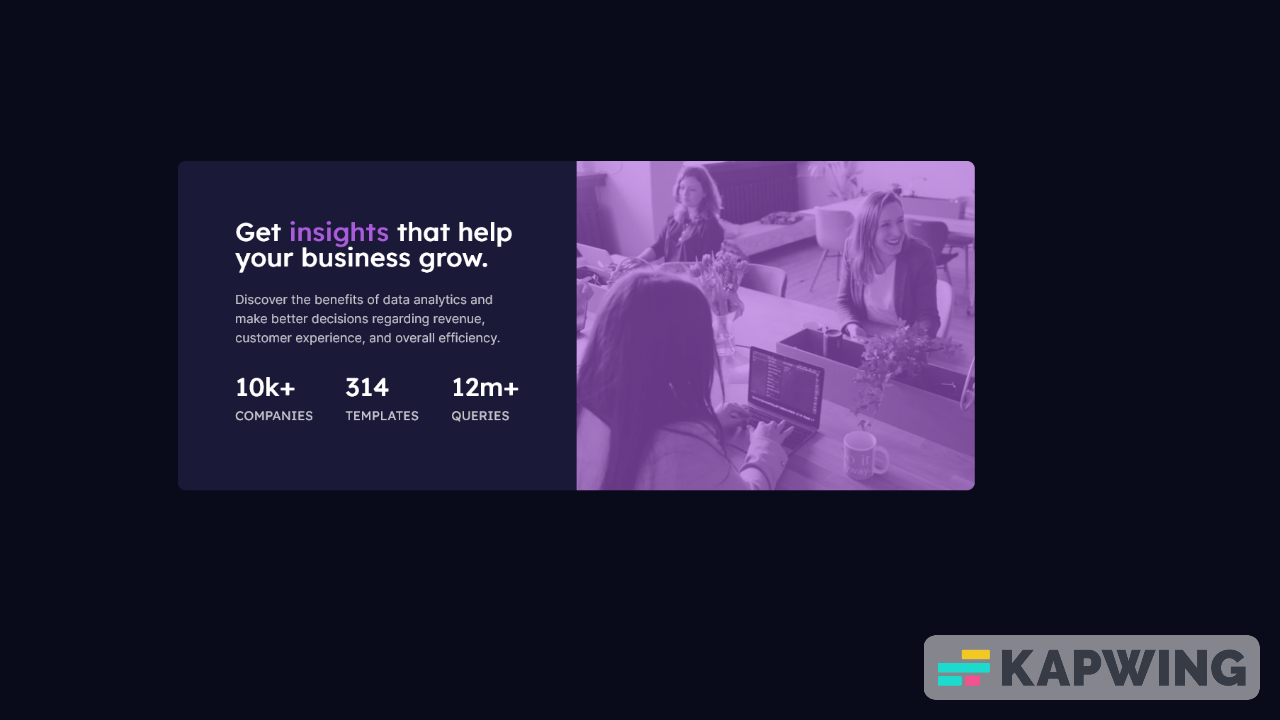 Get insights that help
your business grow.
Discover the benefits of data analytics and
make better decisions regarding revenue,
customer experience, and overall efficiency.
10k+ 314 12m+
COMPANIES TEMPLATES QUERIES
KAPWING